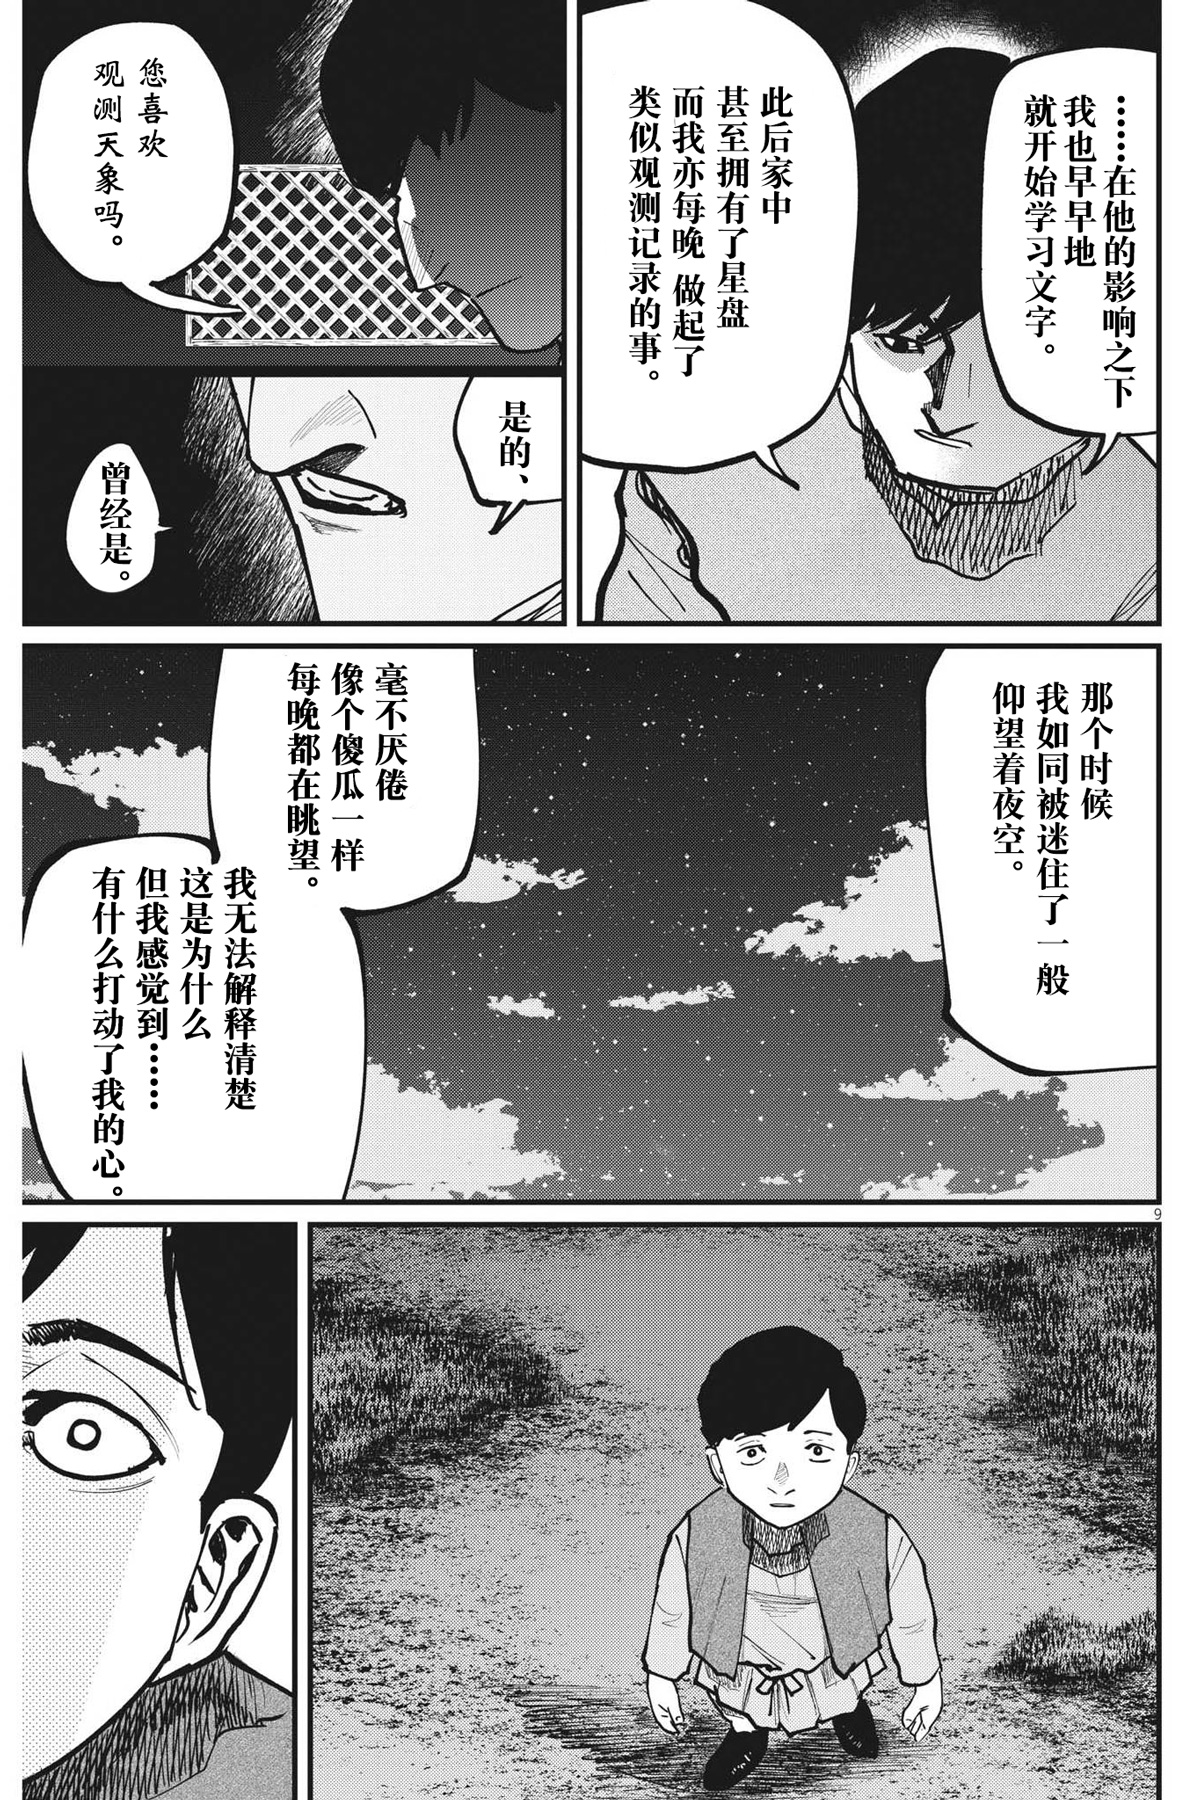 ……在他的影响之下
我也早早地
就开始学习文字。
此后家中
甚至拥有了星盘
而我亦每晚 做起了
类似观测记录的事。
您喜欢
观测天象吗。
是的、
曾经是。
那个时候
我如同被迷住了一般
仰望着夜空。
毫不厌倦
像个傻瓜一样
每晚都在眺望。
我无法解释清楚
这是为什么
但我感觉到……
有什么打动了我的心。
9